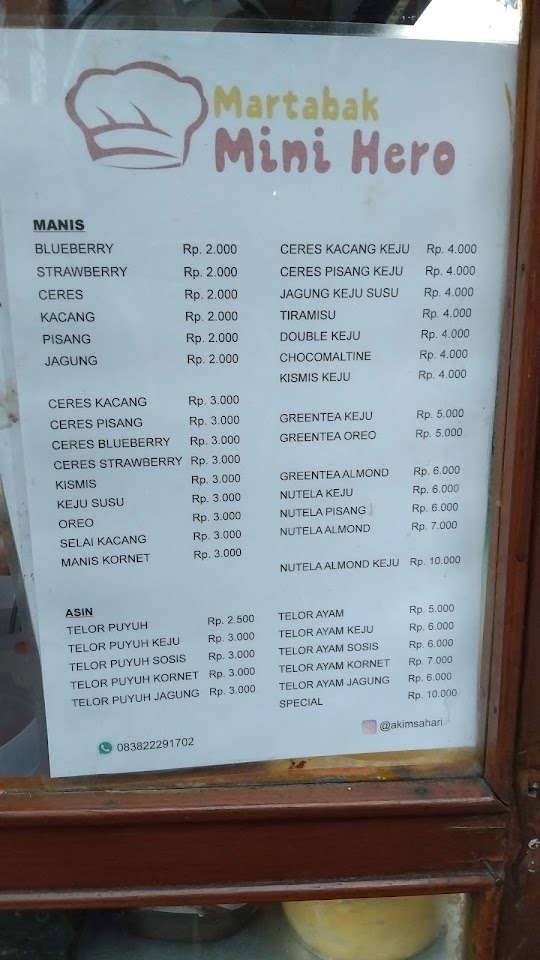 Martabak
Mini Hero
MANIS
BLUEBERRY Rp. 2.000
STRAWBERRY Rp. 2.000
CERES Rp. 2.000
KACANG Rp. 2.000
PISANG Rp. 2.000
JAGUNG Rp. 2.000
CERES KACANG Rp. 3.000
CERES PISANG Rp. 3.000
CERES BLUEBERRY Rp. 3.000
CERES STRAWBERRY Rp. 3.000
KISMIS Rp. 3.000
KEJU SUSU Rp. 3.000
OREO Rp. 3.000
SELAI KACANG Rp. 3.000
MANIS KORNET Rp. 3.000
CERES KACANG KEJU Rp. 4.000
CERES PISANG KEJU Rp. 4.000
JAGUNG KEJU SUSU Rp. 4.000
TIRAMISU Rp. 4.000
DOUBLE KEJU Rp. 4.000
CHOCOMALTINE Rp. 4.000
KISMIS KEJU Rp. 4.000
GREENTEA KEJU Rp. 5.000
GREENTEA OREO Rp. 5.000
GREENTEA ALMOND Rp. 6.000
NUTELA KEJU Rp. 6.000
NUTELA PISANG Rp. 6.000
NUTELA ALMOND Rp. 7.000
NUTELA ALMOND KEJU Rp. 10.000
ASIN
TELOR PUYUH Rp. 2.500
TELOR PUYUH KEJU Rp. 3.000
TELOR PUYUH SOSIS Rp. 3.000
TELOR PUYUH KORNET Rp. 3.000
TELOR PUYUH JAGUNG Rp. 3.000
TELOR AYAM Rp. 5.000
TELOR AYAM KEJU Rp. 6.000
TELOR AYAM SOSIS Rp. 6.000
TELOR AYAM KORNET Rp. 7.000
TELOR AYAM JAGUNG Rp. 6.000
SPECIAL Rp. 10.000
083822291702
@akimsahari